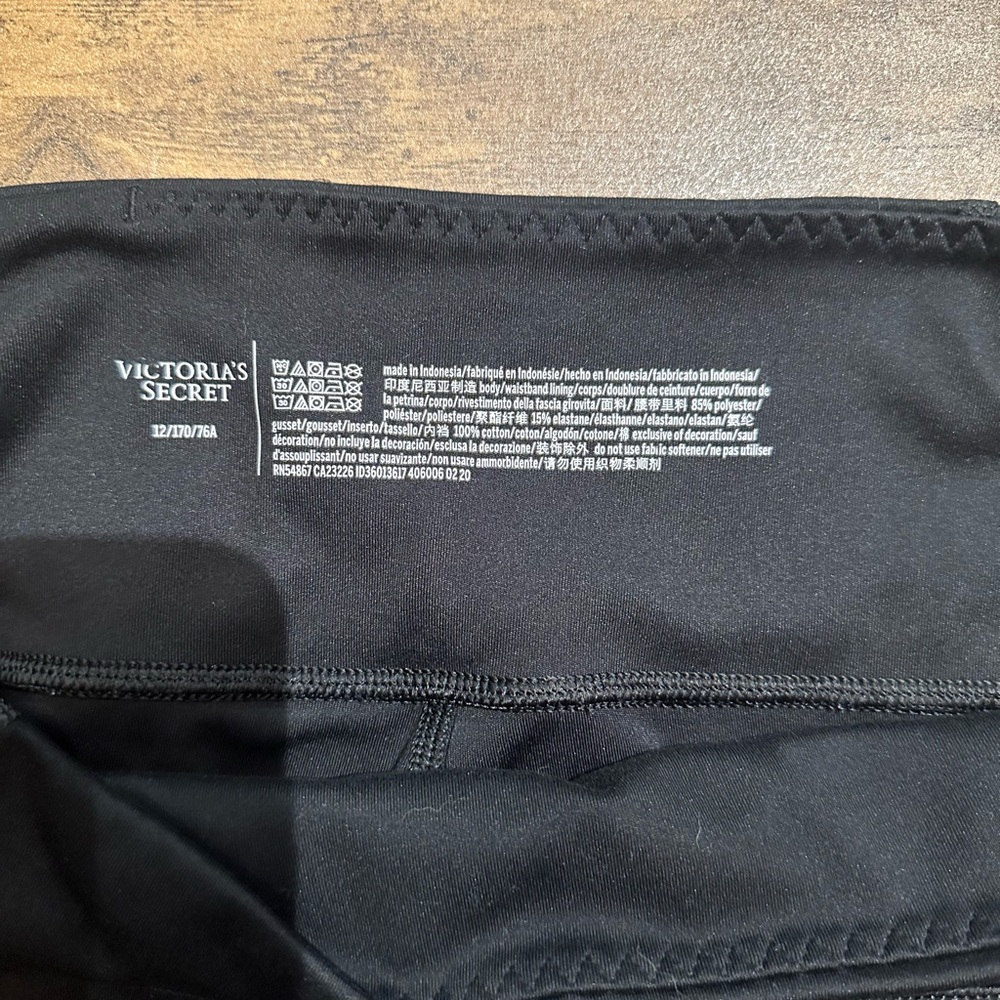 VICTORIA'S
SECRET
12/170/76A
made in Indonesia/fabriqué en Indonésie/hecho en Indonesia/fabbricato in Indonesia/
印度尼西亚制造 body/waistband lining/corps/doublure de ceinture/cuerpo/forro de
la petrina/corpo/rivestimento della fascia girovita/面料/腰带里料 85% polyester/
poliéster/poliestere/聚酯纤维 15% elastane/élasthanne/elastano/elastan/氨纶
gusset/gousset/inserto/tassello/内裆 100% cotton/coton/algodón/cotone/棉 exclusive of decoration/sauf
décoration/no incluye la decoración/esclusa la decorazione/装饰除外 do not use fabric softener/ne pas utiliser
d'assouplissant/no usar suavizante/non usare ammorbidente/请勿使用织物柔顺剂
RN54867 CA23226 ID36013617 406006 02 20